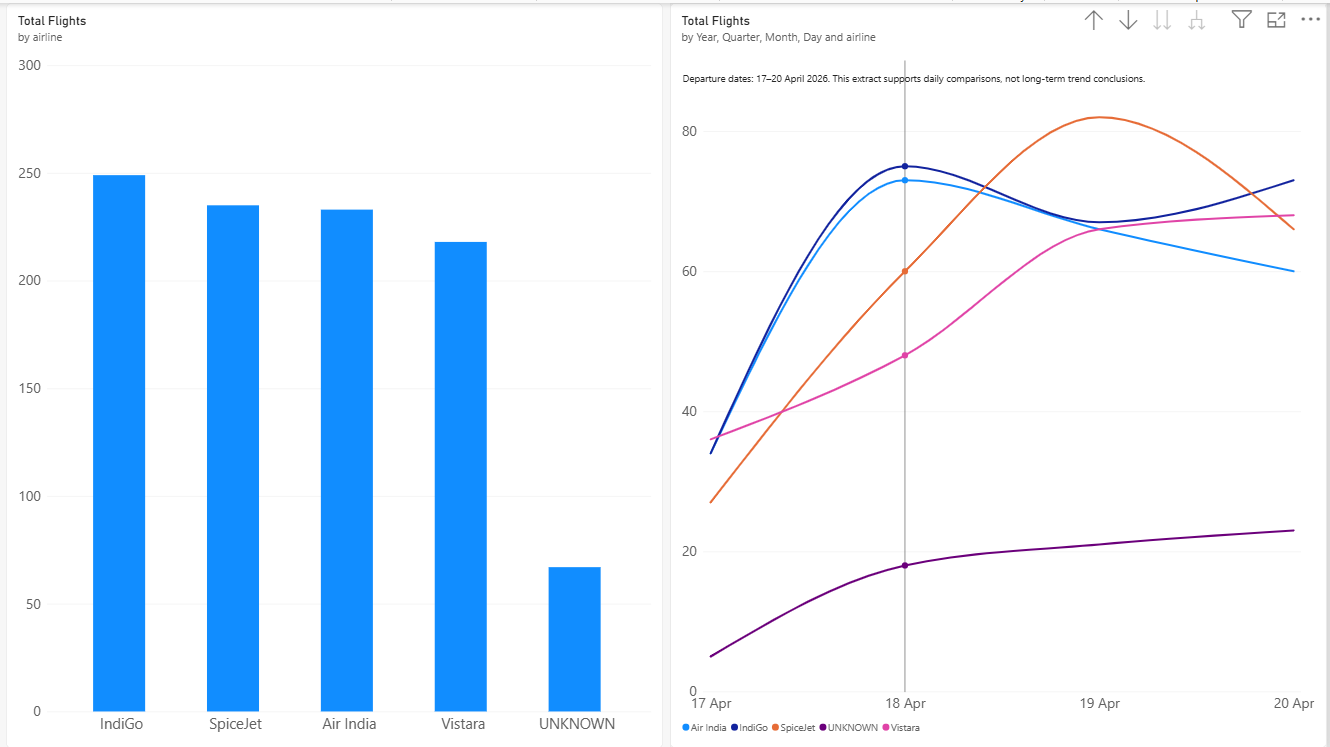 Total Flights
by airline
300
250
200
150
100
50
0
IndiGo SpiceJet Air India Vistara UNKNOWN
Total Flights
by Year, Quarter, Month, Day and airline
Departure dates: 17–20 April 2026. This extract supports daily comparisons, not long-term trend conclusions.
80
60
40
20
0
17 Apr 18 Apr 19 Apr 20 Apr
Air India IndiGo SpiceJet UNKNOWN Vistara